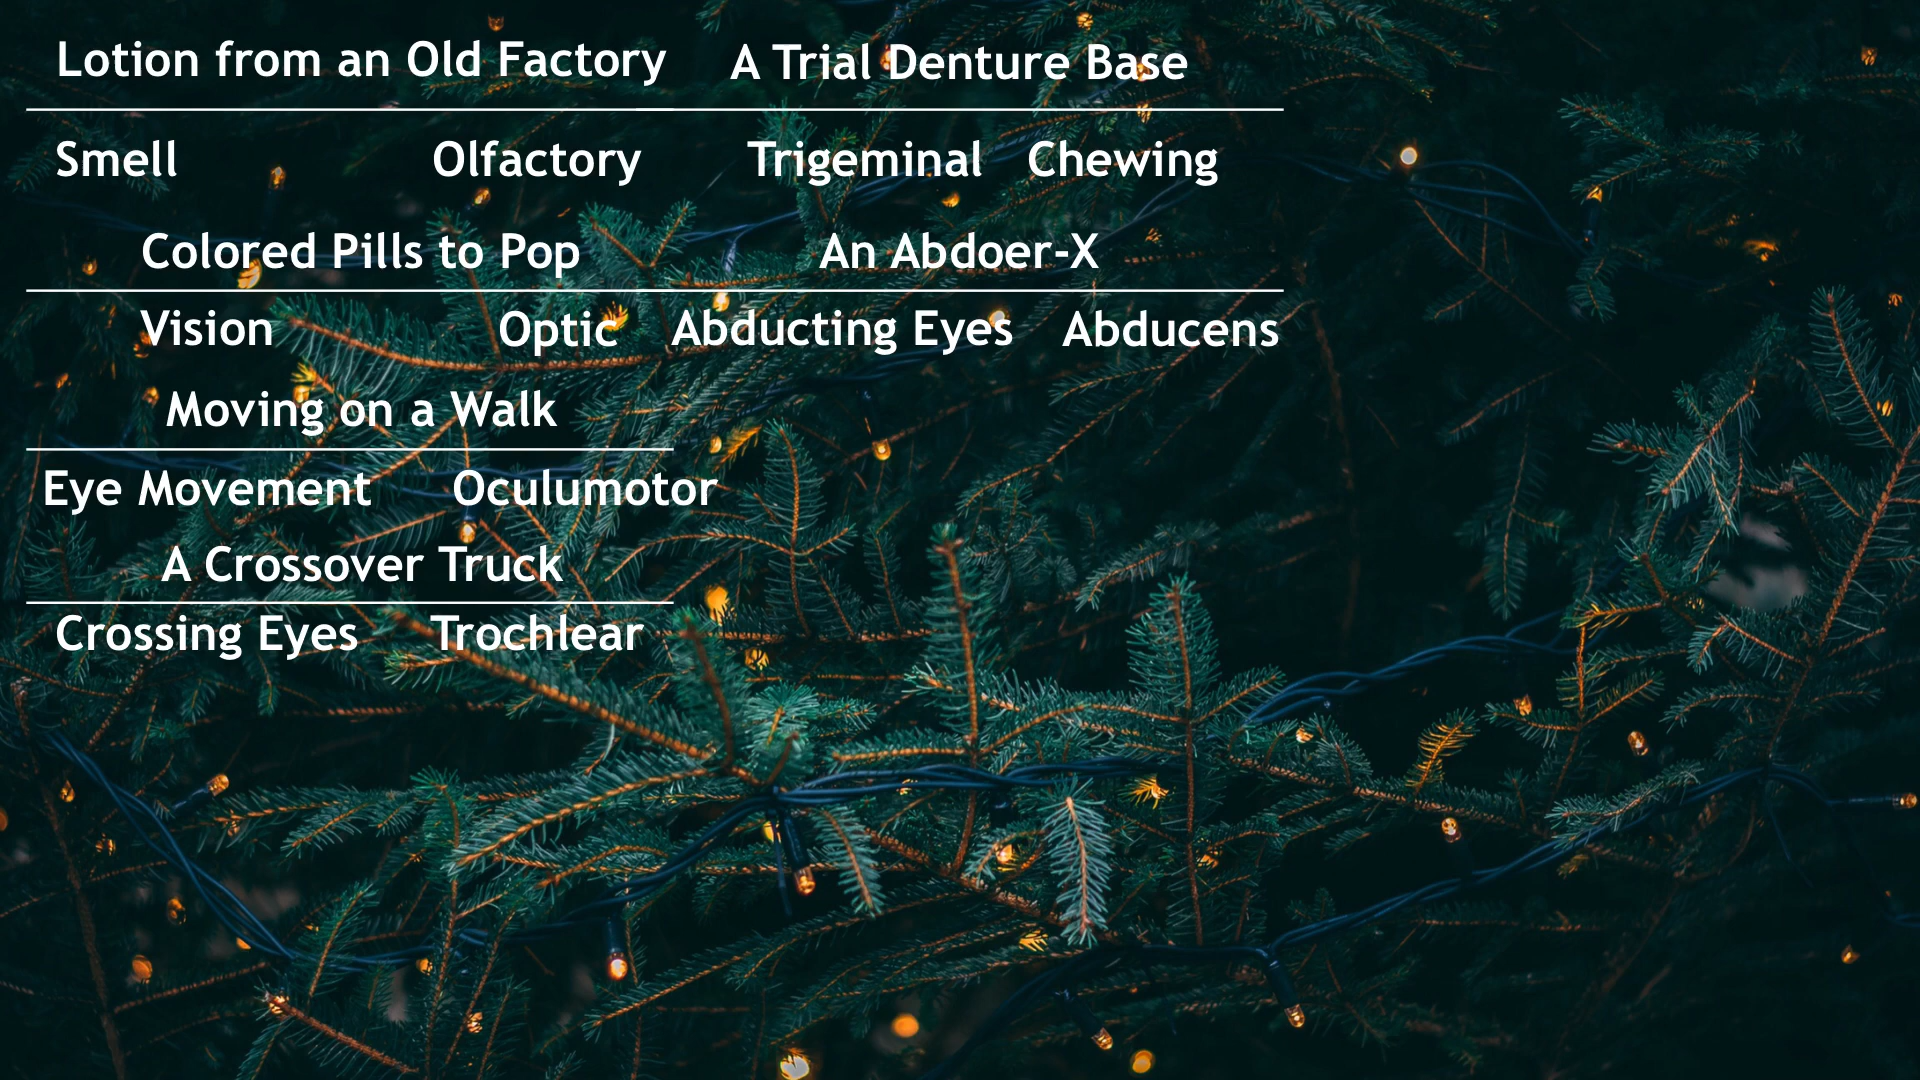 Lotion from an Old Factory
Smell Olfactory
Colored Pills to Pop
Vision Optic
Moving on a Walk
Eye Movement Oculumotor
A Crossover Truck
Crossing Eyes Trochlear
A Trial Denture Base
Trigeminal Chewing
An Abdoer-X
Abducting Eyes Abducens